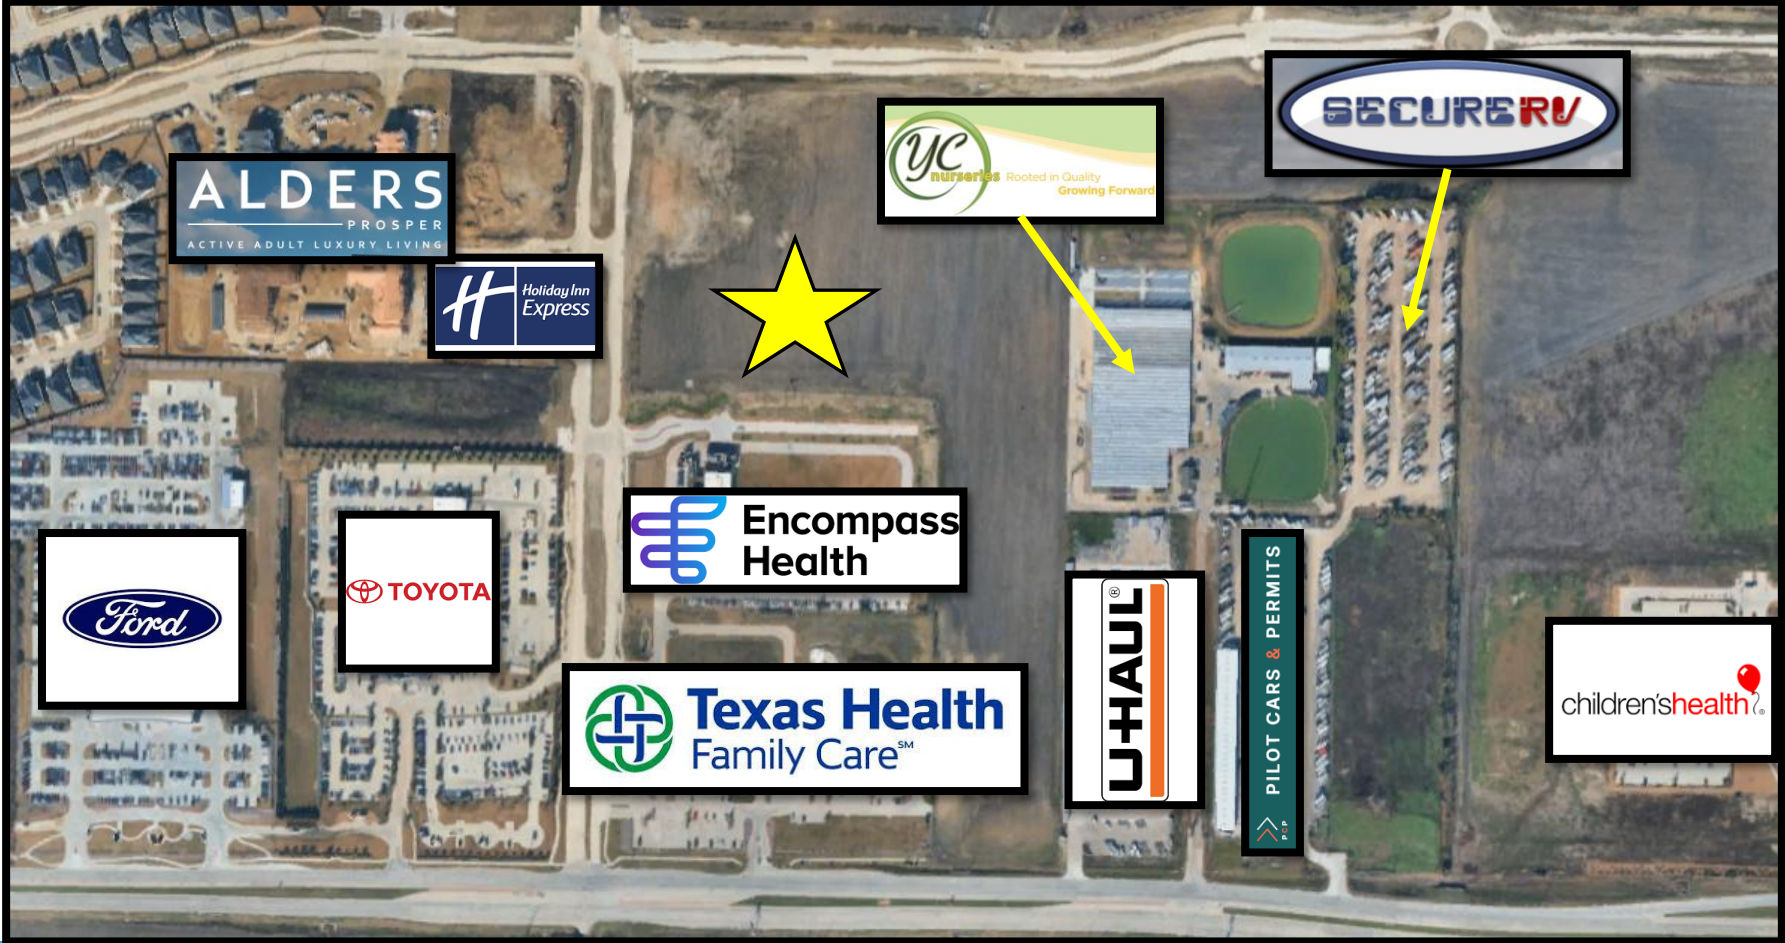 ALDERS
PROSPER
ACTIVE ADULT LUXURY LIVING
Holiday Inn
Express
YC
nurseries Rooted in Quality
Growing Forward
SECURERV
Ford
TOYOTA
Encompass
Health
Texas Health
Family Care℠
U-HAUL®
PILOT CARS & PERMITS
PCP
children'shealth®